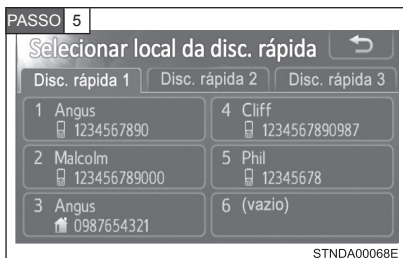 PASSO 5
Selecionar local da disc. rápida
Disc. rápida 1 Disc. rápida 2 Disc. rápida 3
1 Angus
1234567890
4 Cliff
1234567890987
2 Malcolm
123456789000
5 Phil
12345678
3 Angus
0987654321
6 (vazio)
STNDA00068E